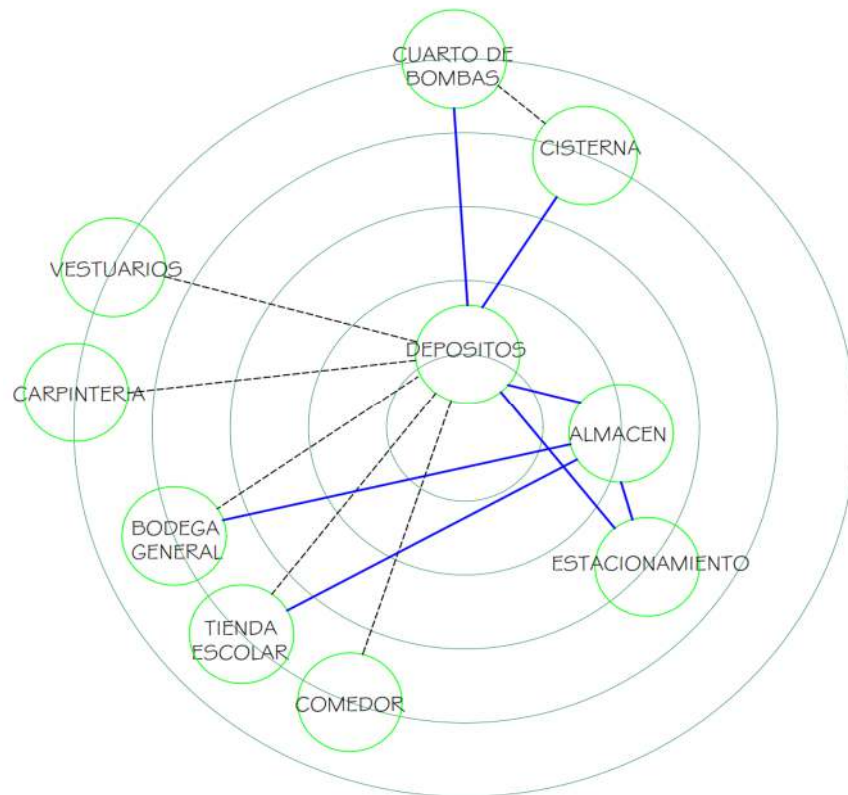 CUARTO DE
BOMBAS
CISTERNA
VESTUARIOS
DEPOSITOS
CARPINTERIA
ALMACEN
BODEGA
GENERAL
ESTACIONAMIENTO
TIENDA
ESCOLAR
COMEDOR